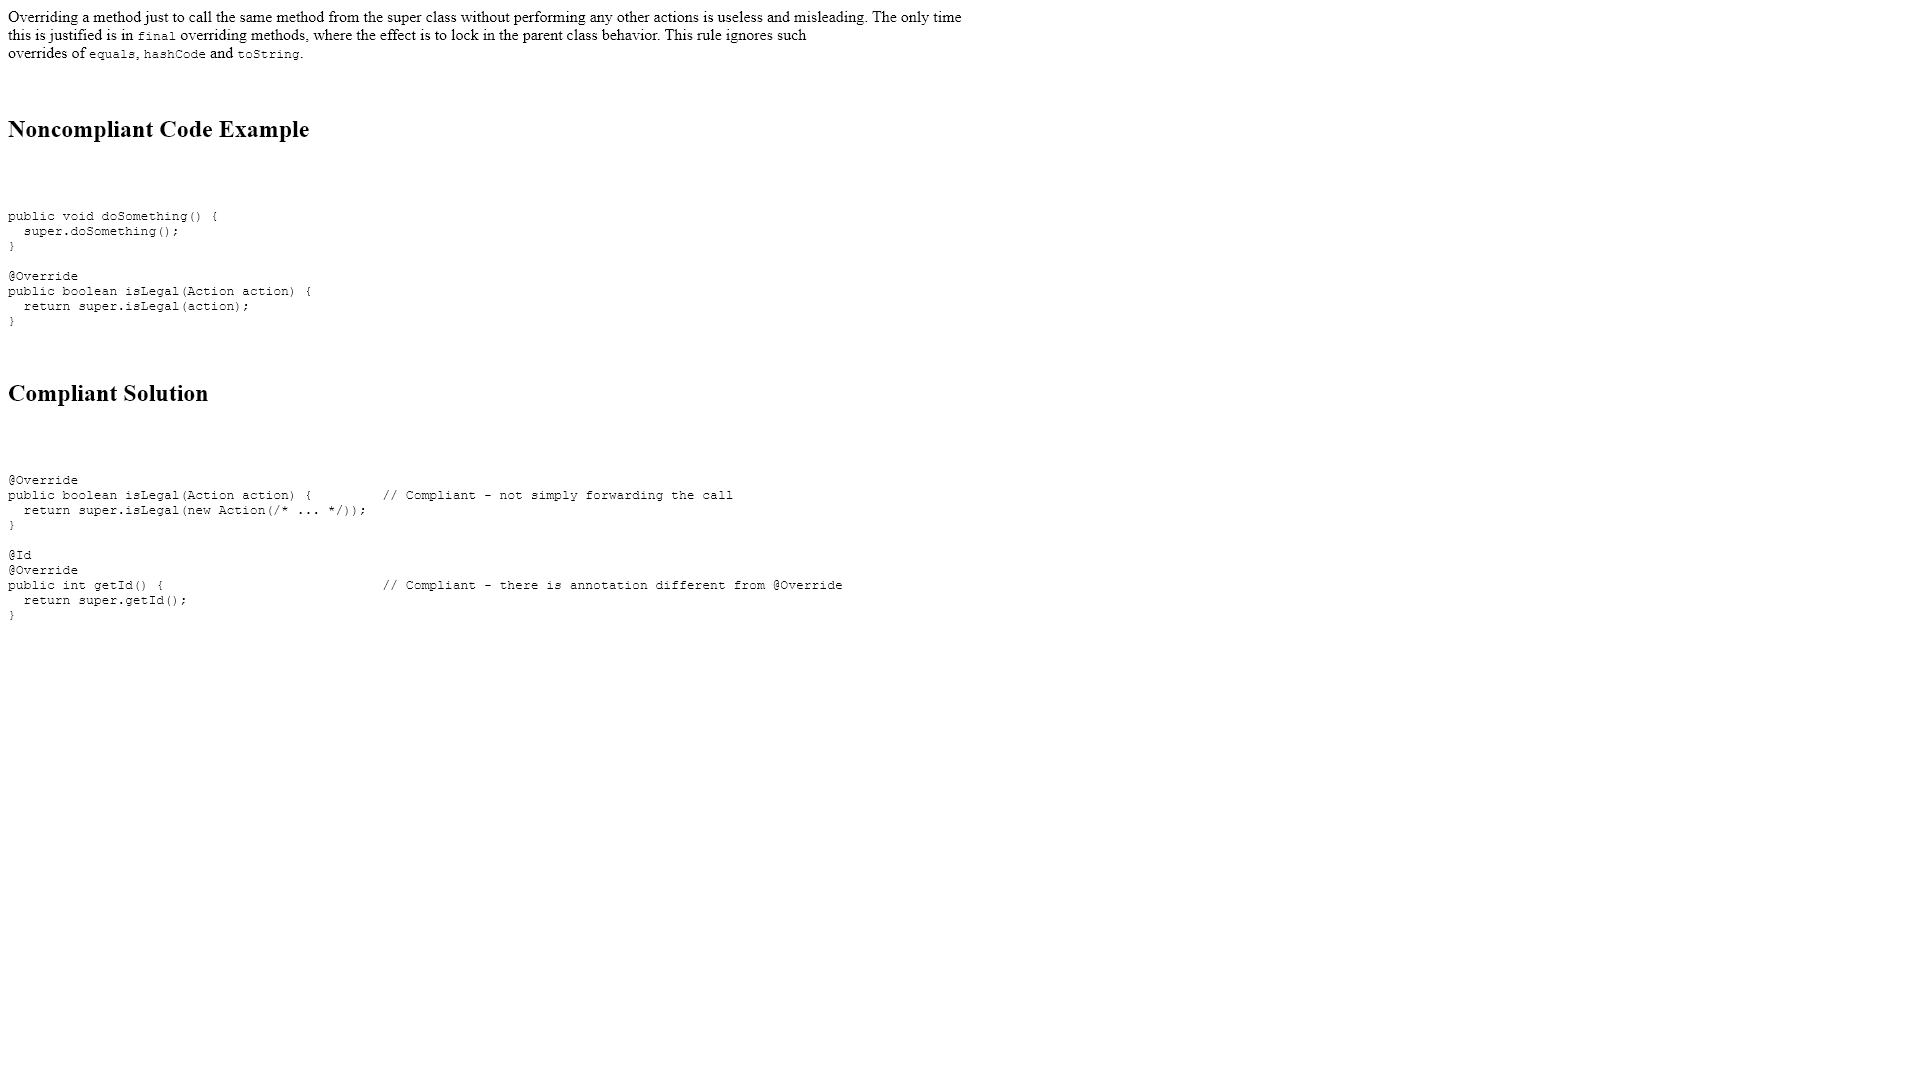 Overriding a method just to call the same method from the super class without performing any other actions is useless and misleading. The only time
this is justified is in final overriding methods, where the effect is to lock in the parent class behavior. This rule ignores such
overrides of equals, hashCode and toString.
Noncompliant Code Example
public void doSomething() {
  super.doSomething();
}
@Override
public boolean isLegal(Action action) {
  return super.isLegal(action);
}
Compliant Solution
@Override
public boolean isLegal(Action action) {         // Compliant - not simply forwarding the call
  return super.isLegal(new Action(/* ... */));
}
@Id
@Override
public int getId() {                            // Compliant - there is annotation different from @Override
  return super.getId();
}